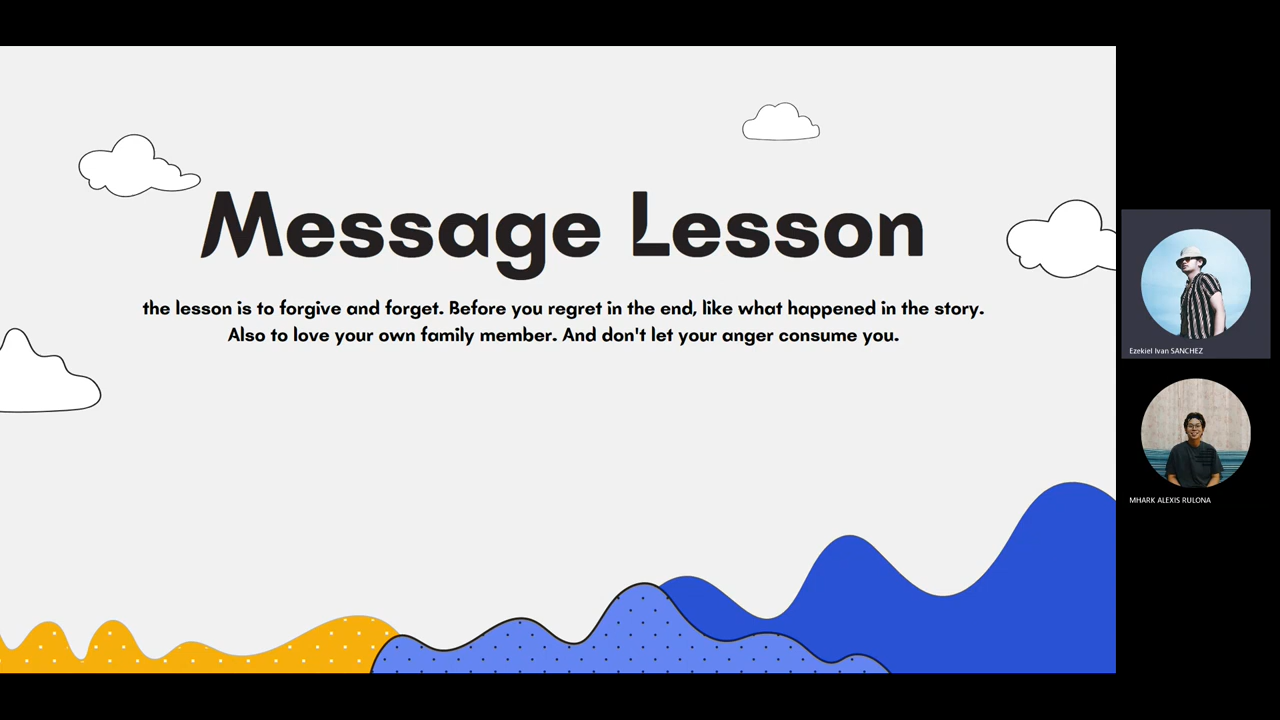 Message Lesson
the lesson is to forgive and forget. Before you regret in the end, like what happened in the story.
Also to love your own family member. And don't let your anger consume you.
Ezekiel Ivan SANCHEZ
MHARK ALEXIS RULONA